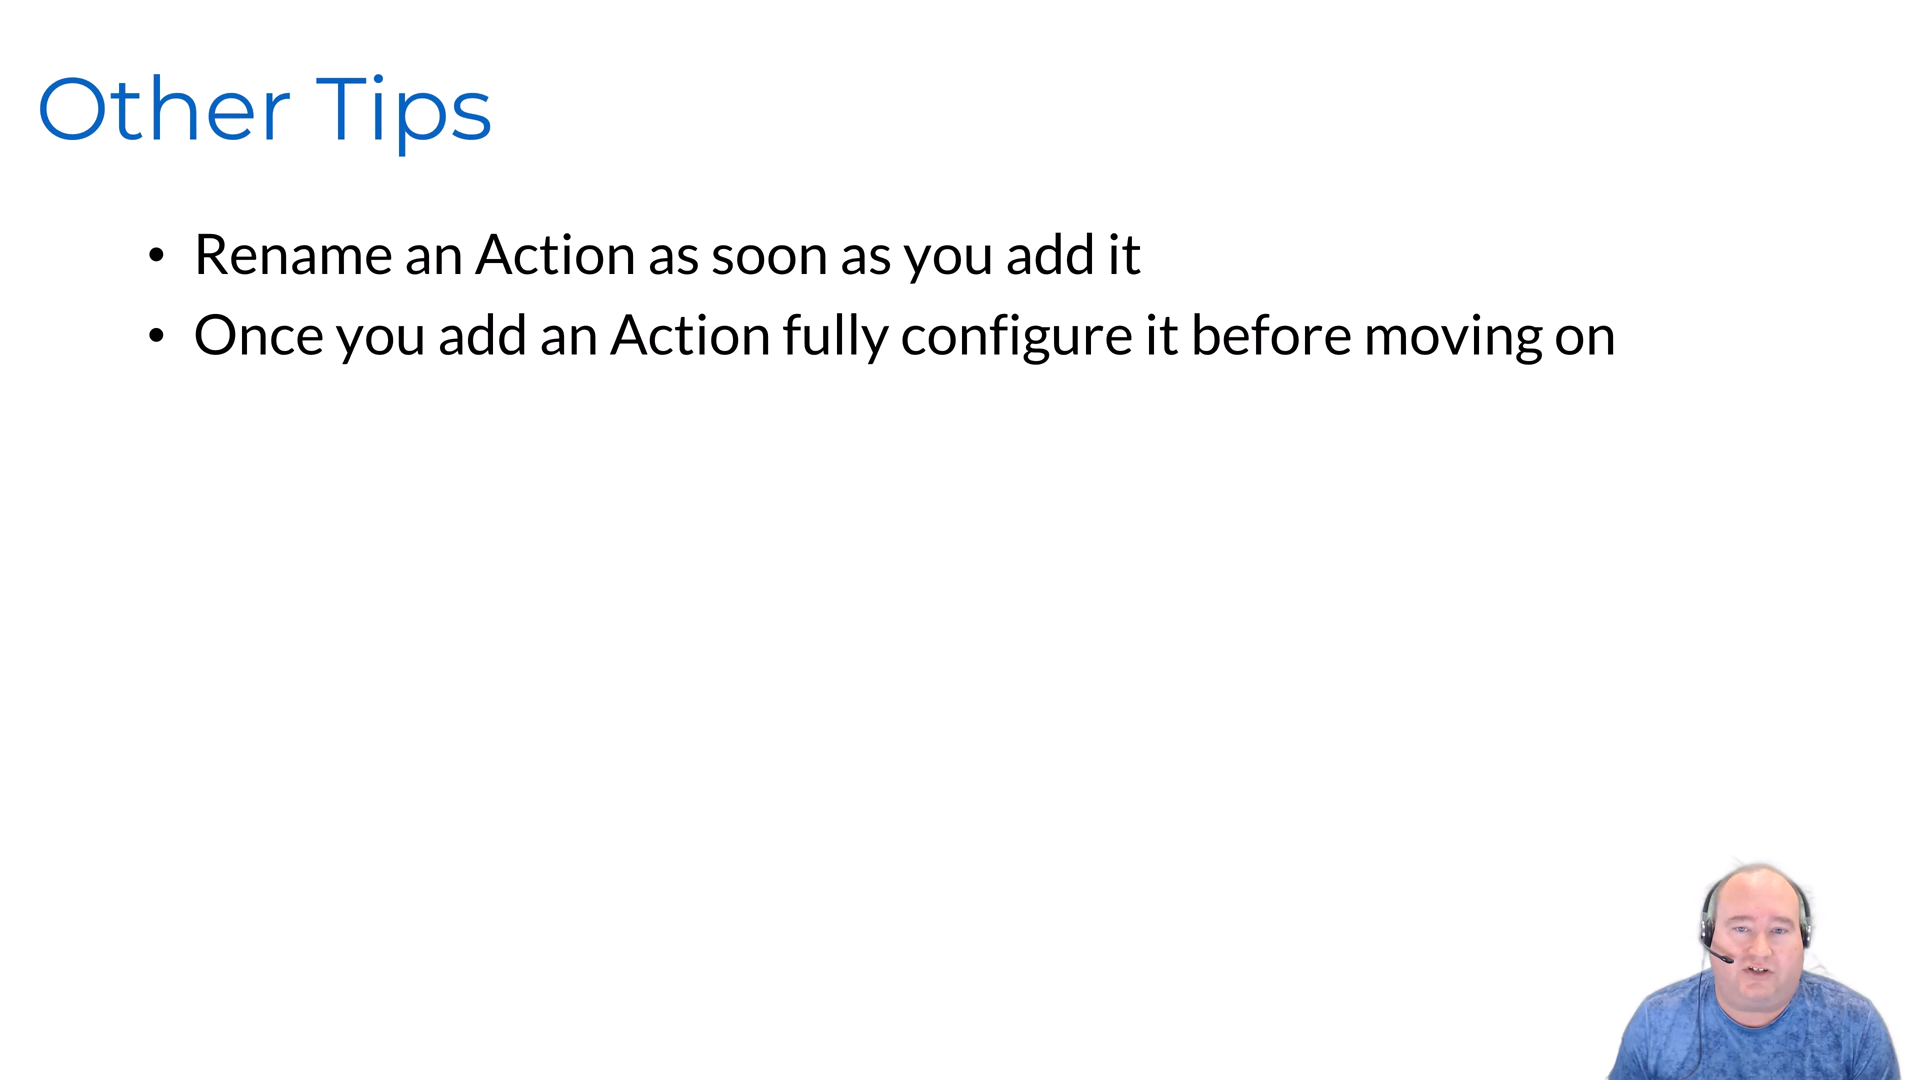 Other Tips
• Rename an Action as soon as you add it
• Once you add an Action fully configure it before moving on